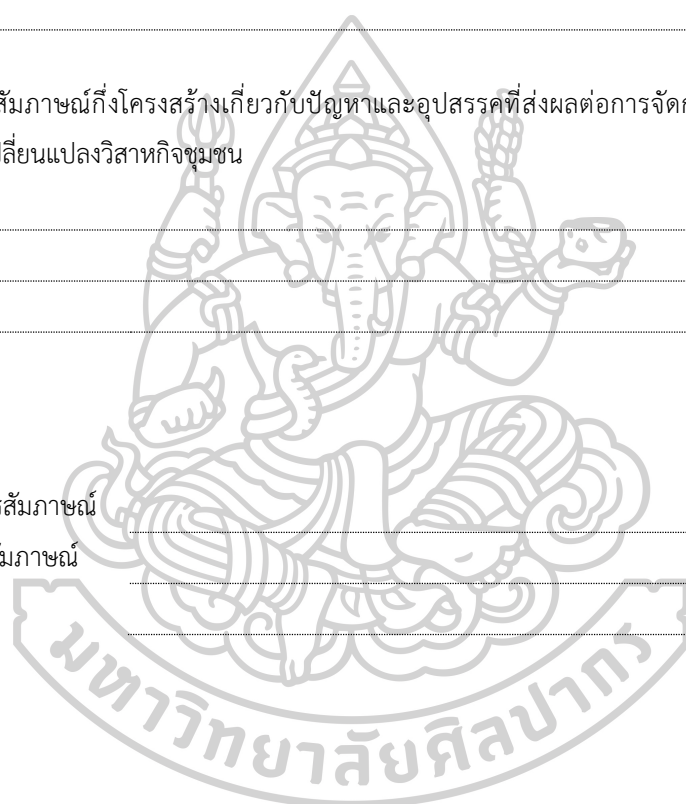 สัมภาษณ์กึ่งโครงสร้างเกี่ยวกับปัญหาและอุปสรรคที่ส่งผลต่อการจัด
เปลี่ยนแปลงวิสาหกิจชุมชน
สัมภาษณ์
สัมภาษณ์
มหาวิทยาลัยศิลปากร